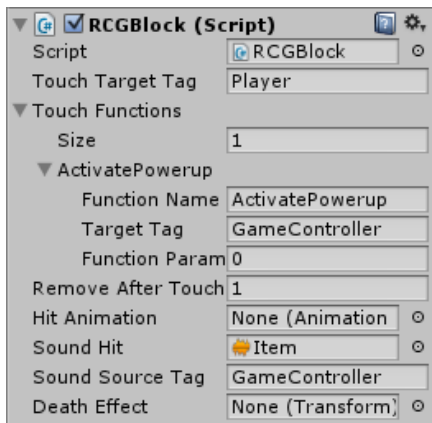 RCGBlock (Script)
Script RCGBlock
Touch Target Tag Player
Touch Functions
Size 1
ActivatePowerup
Function Name ActivatePowerup
Target Tag GameController
Function Param 0
Remove After Touch 1
Hit Animation None (Animation
Sound Hit Item
Sound Source Tag GameController
Death Effect None (Transform)